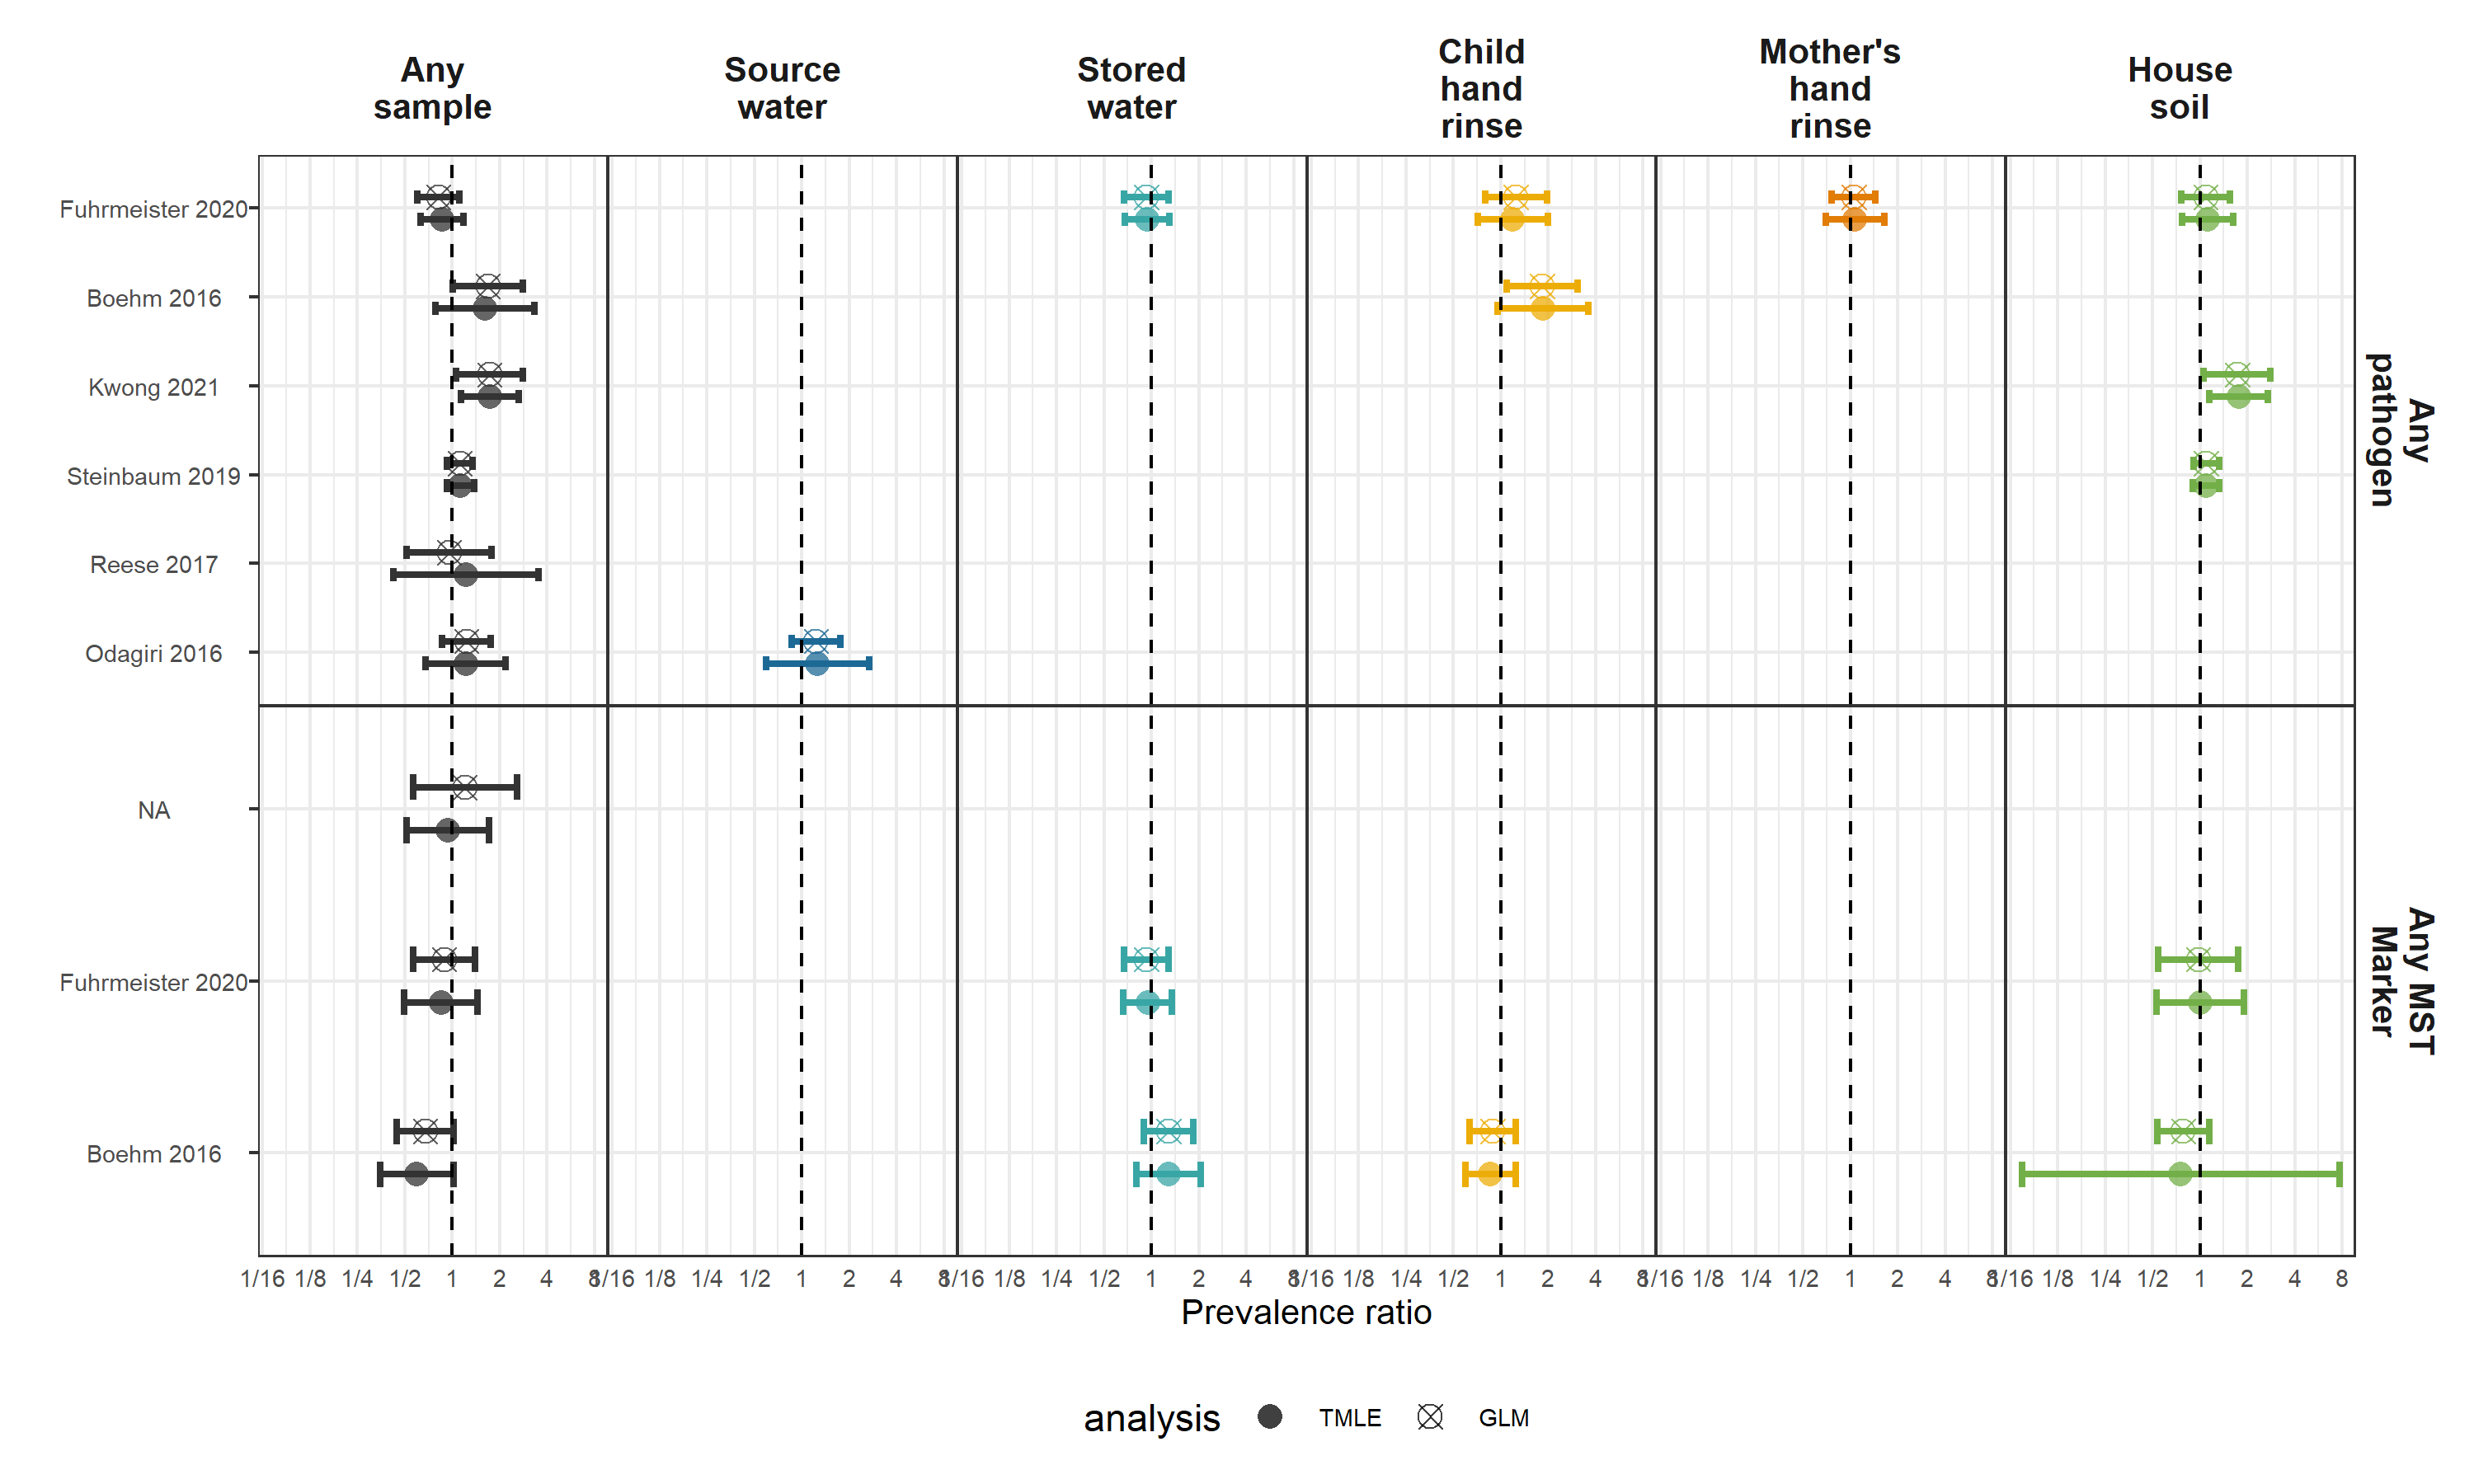 Any
sample
Source
water
Stored
water
Child
hand
rinse
Mother's
hand
rinse
House
soil
Fuhrmeister 2020
Boehm 2016
Kwong 2021
Steinbaum 2019
Reese 2017
Odagiri 2016
Any
pathogen
NA
Fuhrmeister 2020
Boehm 2016
Any MST
Marker
1/16 1/8 1/4 1/2 1 2 4 8
1/16 1/8 1/4 1/2 1 2 4 8
1/16 1/8 1/4 1/2 1 2 4 8
1/16 1/8 1/4 1/2 1 2 4 8
1/16 1/8 1/4 1/2 1 2 4 8
1/16 1/8 1/4 1/2 1 2 4 8
Prevalence ratio
analysis TMLE GLM